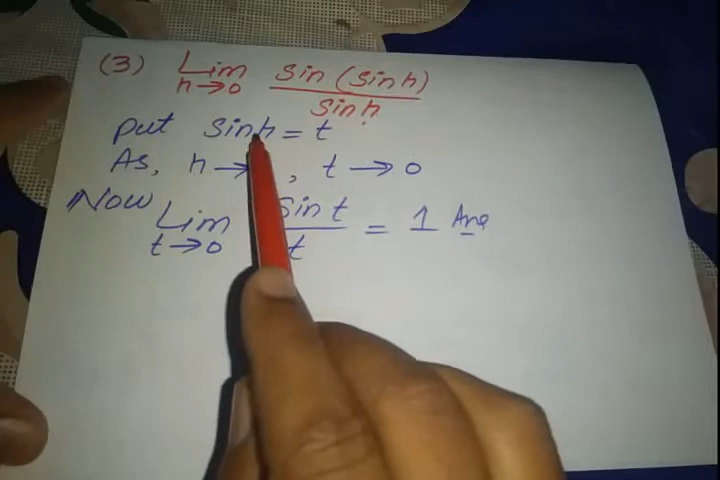 (3) Lim sin (sinh)
h→0 sinh
put sinh = t
As, h → , t → 0
Now Lim sin t = 1 Ans
t→0 t